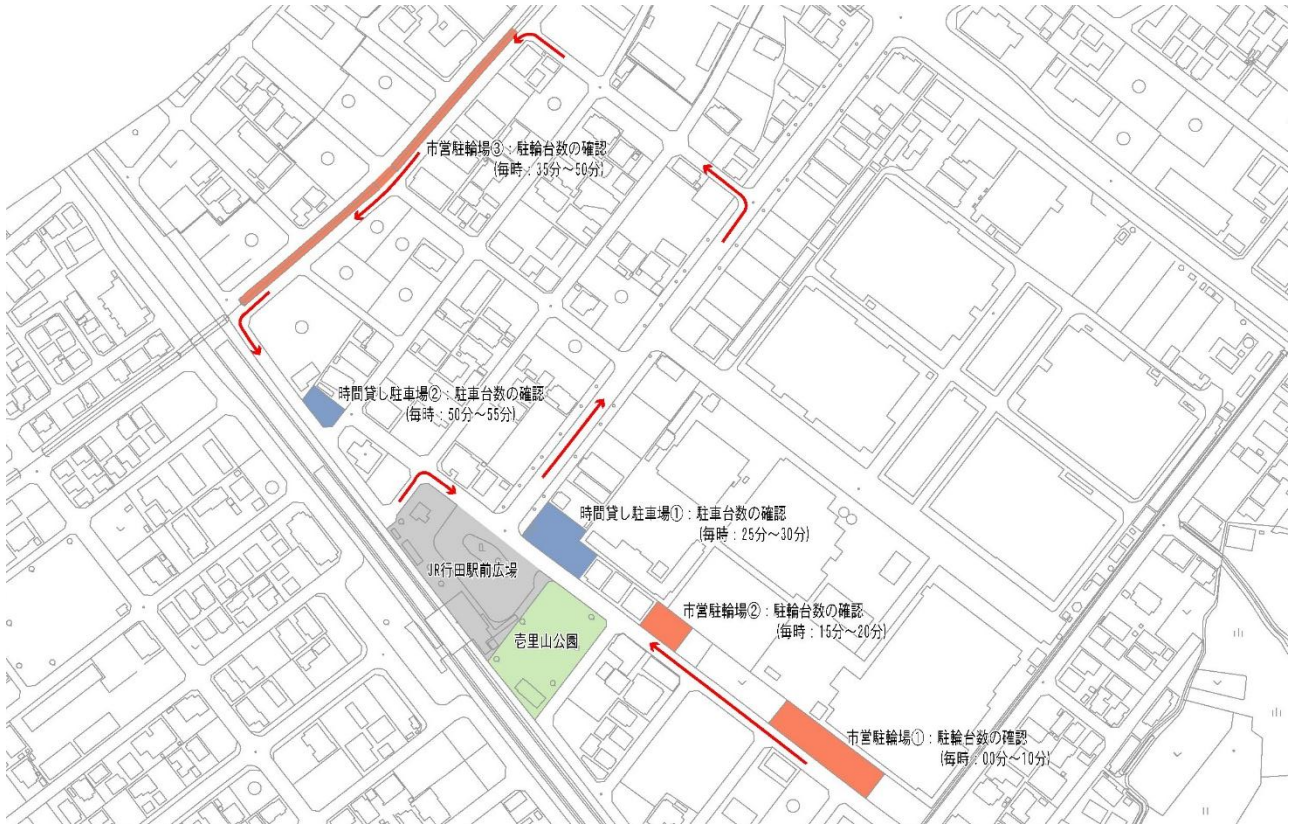 市営駐輪場③：駐輪台数の確認
(毎時：35分～50分)
時間貸し駐車場②：駐車台数の確認
(毎時：50分～55分)
時間貸し駐車場①：駐車台数の確認
(毎時：25分～30分)
JR行田駅前広場
市営駐輪場②：駐輪台数の確認
(毎時：15分～20分)
壱里山公園
市営駐輪場①：駐輪台数の確認
(毎時：00分～10分)